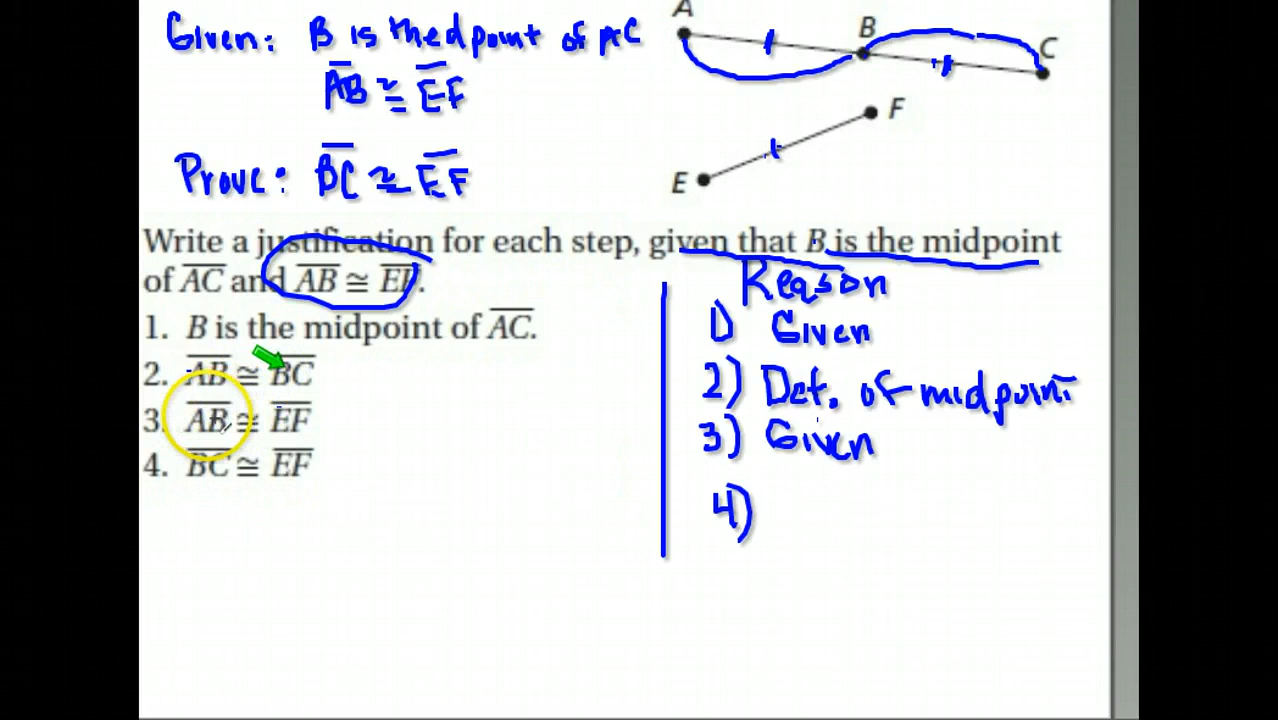 Given: B is the dpoint of AC
A
B
C
AB ≅ EF
F
Prove: BC ≅ EF
E
Write a justification for each step, given that B is the midpoint
of AC and AB ≅ EF.
Reason
1. B is the midpoint of AC.
1) Given
2. AB ≅ BC
2) Def. of midpoint
3. AB ≅ EF
3) Given
4. BC ≅ EF
4)